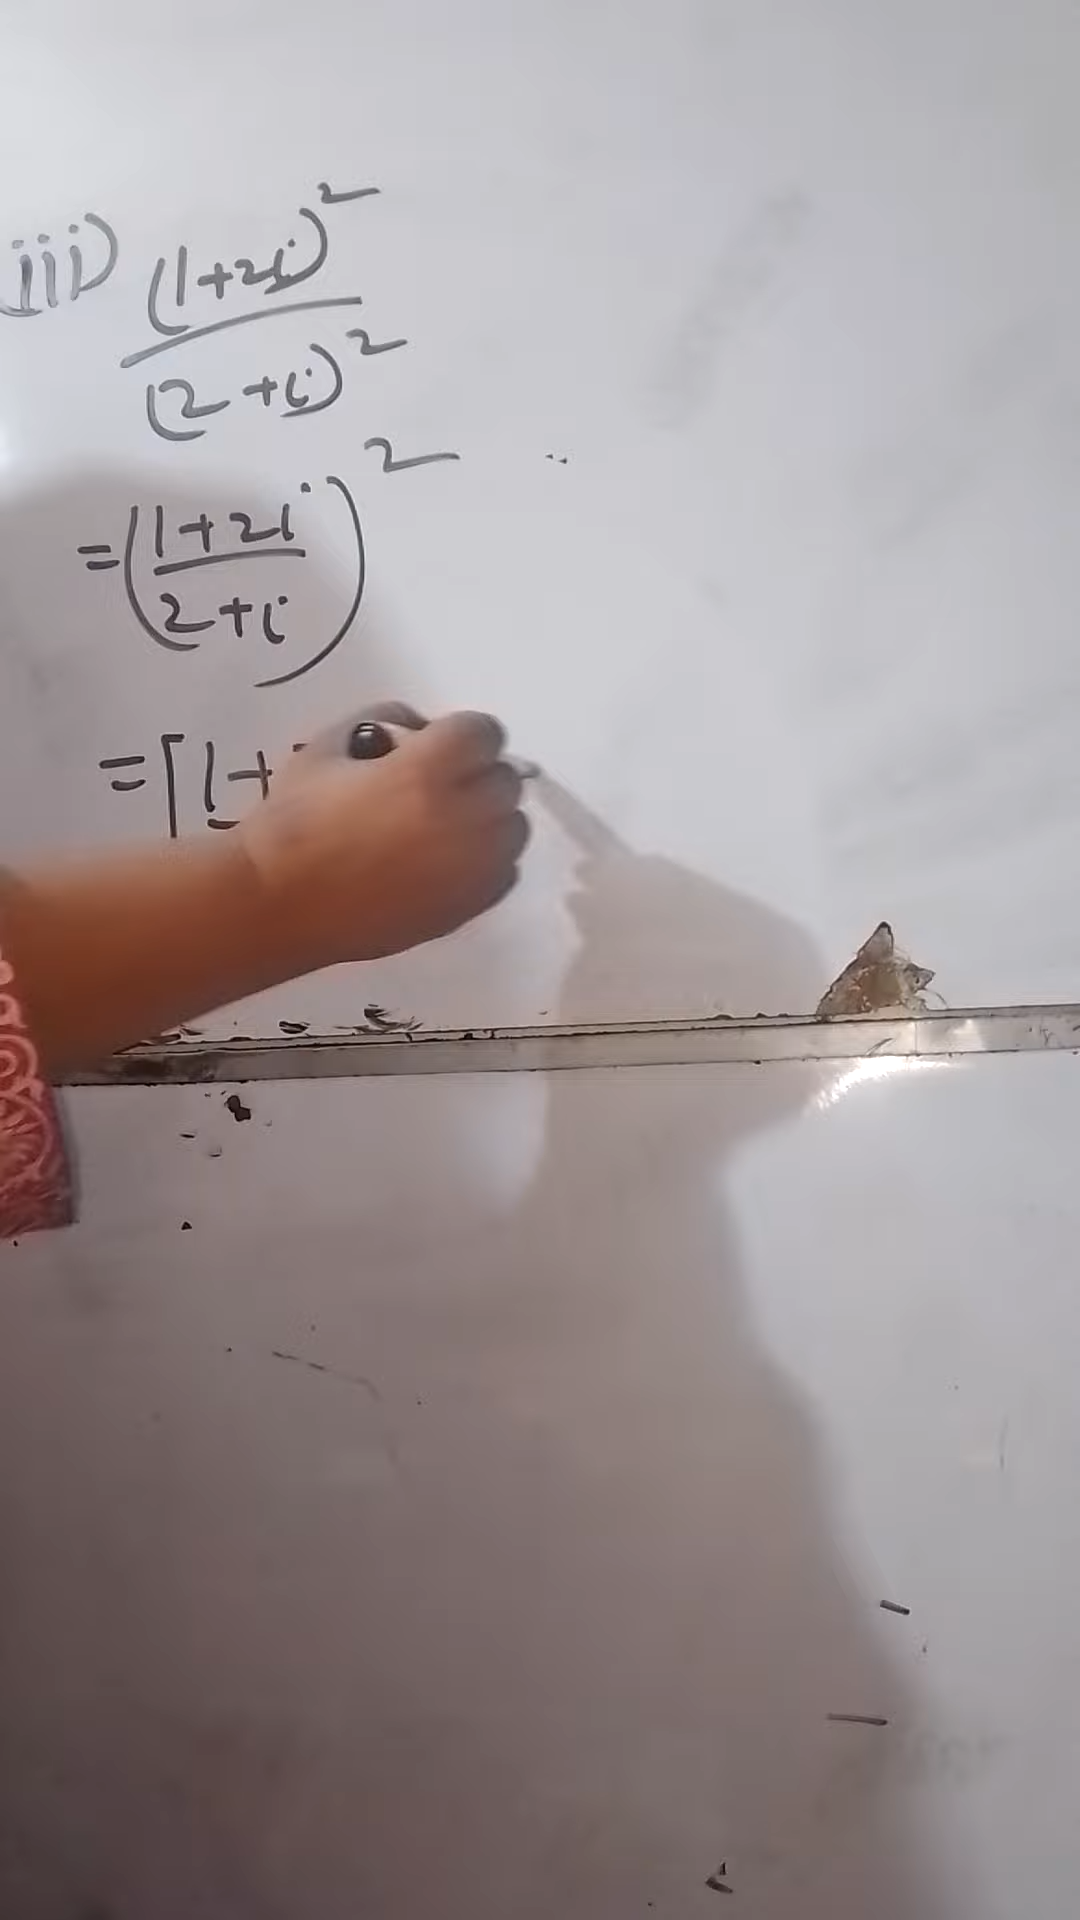 iii) (1+2i)²
(2+i)²
= (1+2i
2+i)²
= [1+